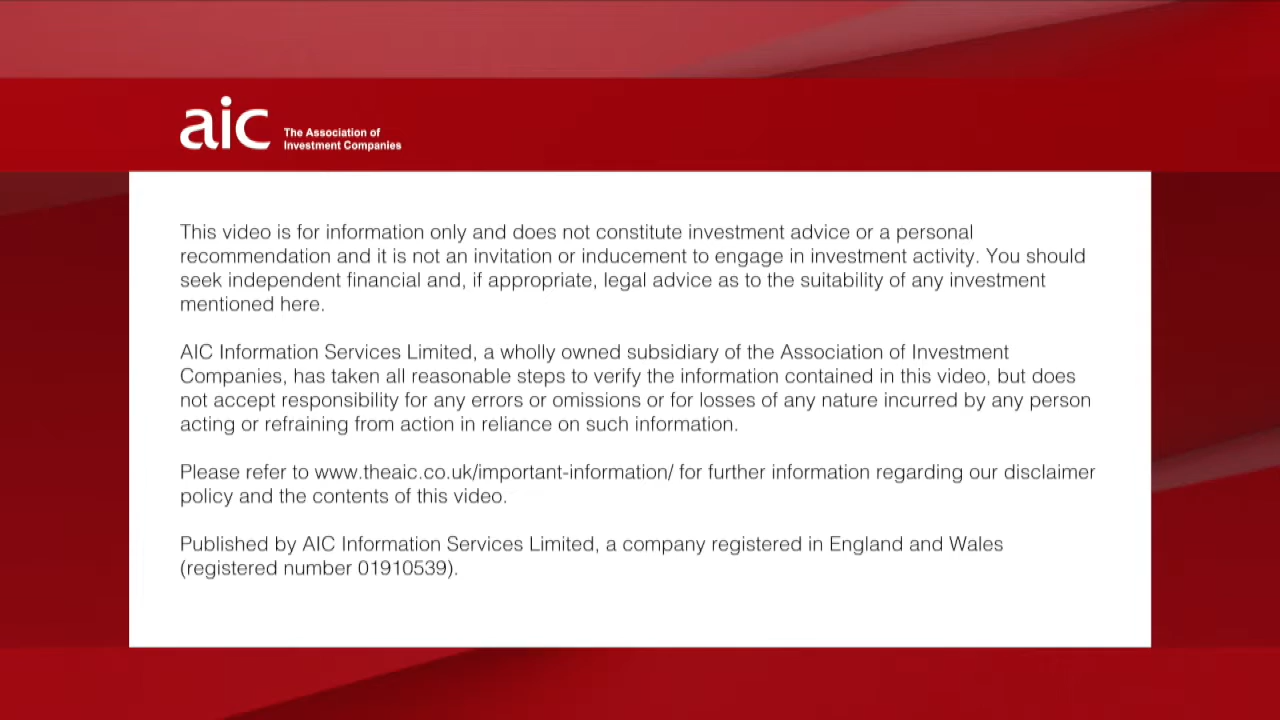 aic
The Association of
Investment Companies
This video is for information only and does not constitute investment advice or a personal
recommendation and it is not an invitation or inducement to engage in investment activity. You should
seek independent financial and, if appropriate, legal advice as to the suitability of any investment
mentioned here.
AIC Information Services Limited, a wholly owned subsidiary of the Association of Investment
Companies, has taken all reasonable steps to verify the information contained in this video, but does
not accept responsibility for any errors or omissions or for losses of any nature incurred by any person
acting or refraining from action in reliance on such information.
Please refer to www.theaic.co.uk/important-information/ for further information regarding our disclaimer
policy and the contents of this video.
Published by AIC Information Services Limited, a company registered in England and Wales
(registered number 01910539).